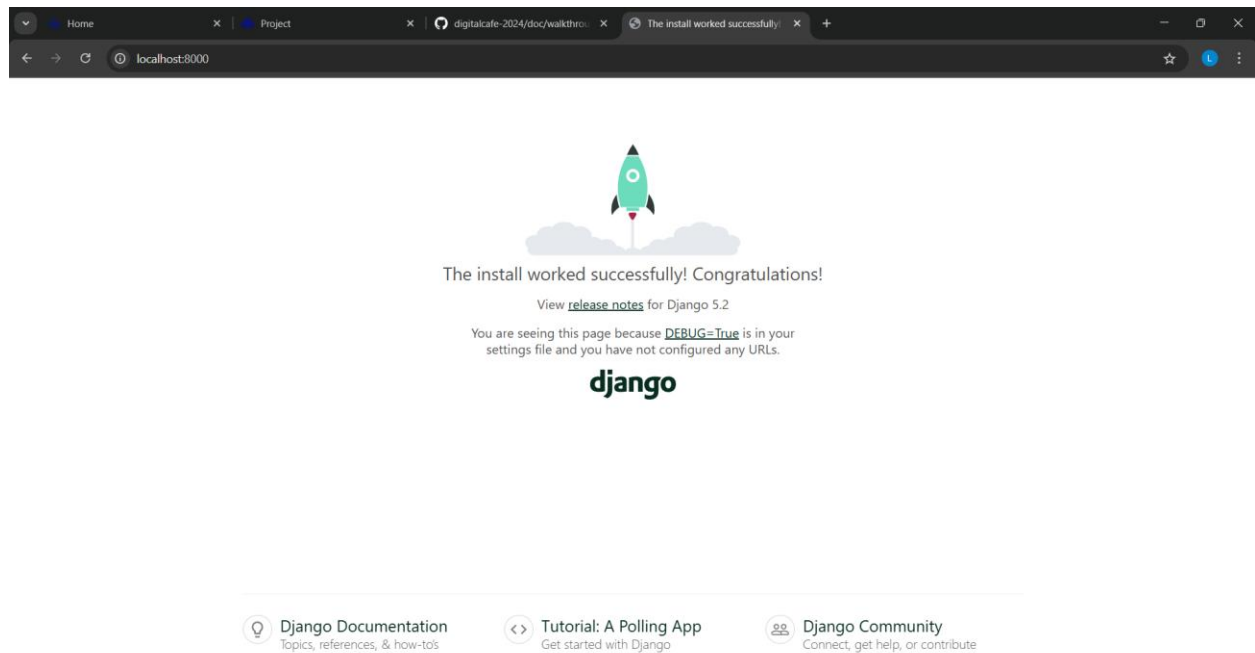 Home
Project
digitalcafe-2024/doc/walkthrou
The install worked successfully!
localhost:8000
L
The install worked successfully! Congratulations!
View release notes for Django 5.2
You are seeing this page because DEBUG=True is in your
settings file and you have not configured any URLs.
django
Django Documentation
Topics, references, & how-to's
Tutorial: A Polling App
Get started with Django
Django Community
Connect, get help, or contribute